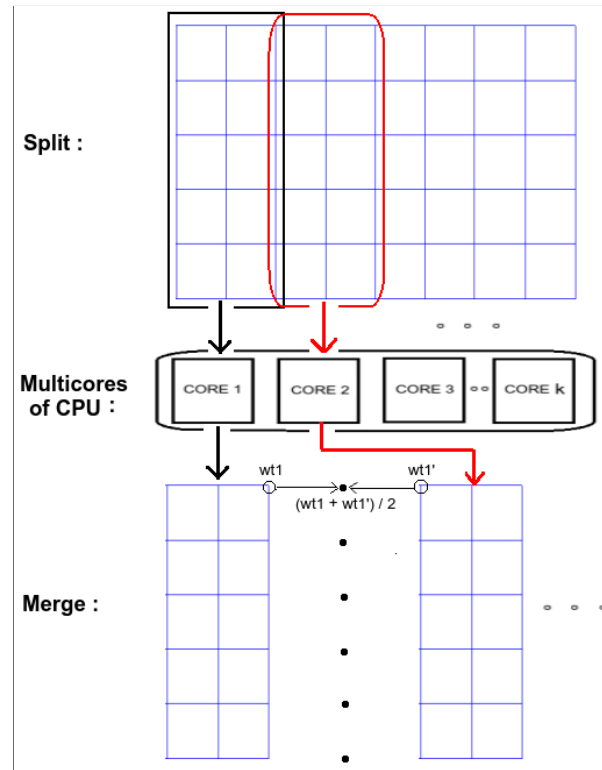 Split :
Multicores
of CPU :
CORE 1 CORE 2 CORE 3 CORE k
wt1 wt1'
(wt1 + wt1') / 2
Merge :